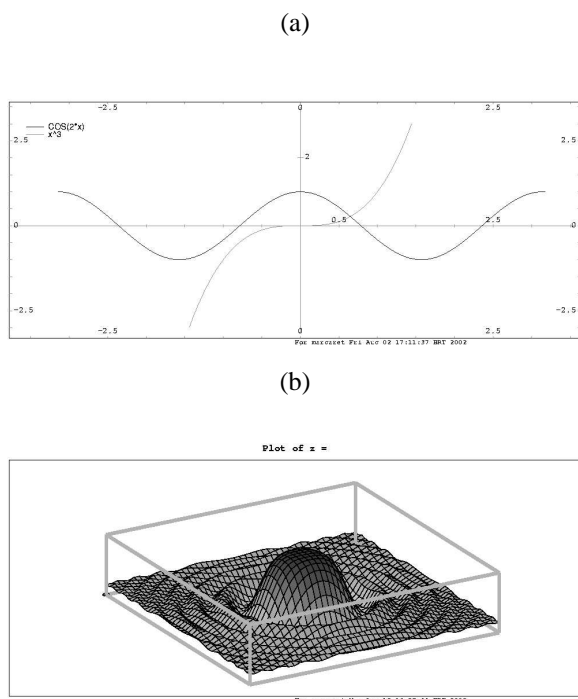 (a)
-2.5 0 2.5
COS(2*x)
x^3
2.5 2.5
2
0 0.5 2.5 0
-2.5 -2.5
-2.5 0 2.5
For margaret Fri Aug 02 17:11:37 BRT 2002
(b)
Plot of z =